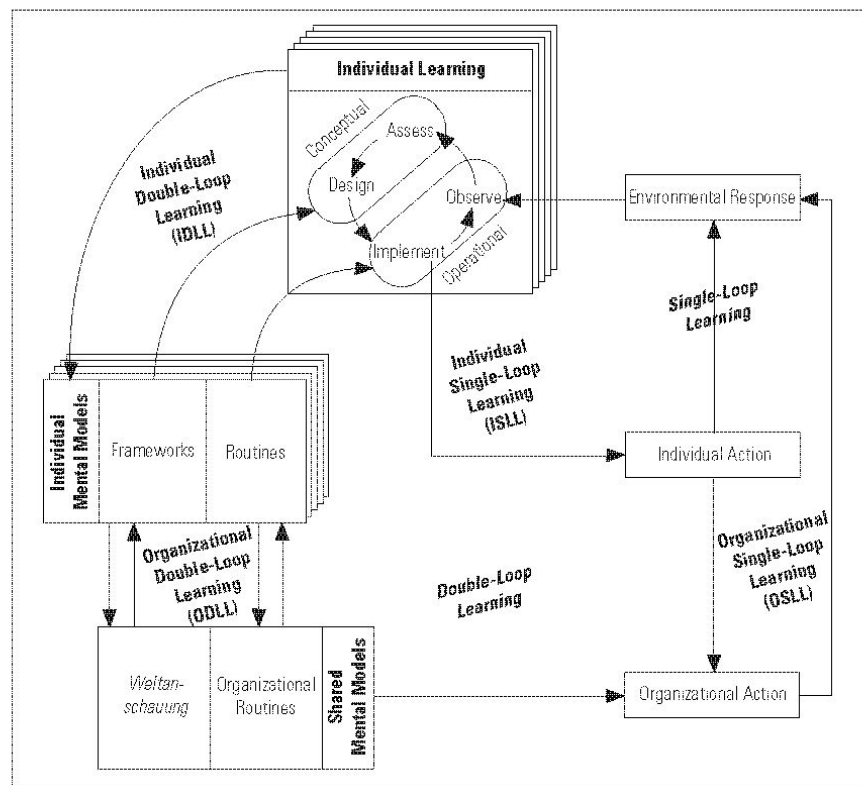 Individual Learning
Conceptual
Assess
Design
Observe
Implement
Operational
Individual
Double-Loop
Learning
(IDLL)
Environmental Response
Single-Loop
Learning
Individual
Single-Loop
Learning
(ISLL)
Individual
Mental Models
Frameworks
Routines
Individual Action
Organizational
Double-Loop
Learning
(ODLL)
Double-Loop
Learning
Organizational
Single-Loop
Learning
(OSLL)
Weltan-
schauung
Organizational
Routines
Shared
Mental Models
Organizational Action